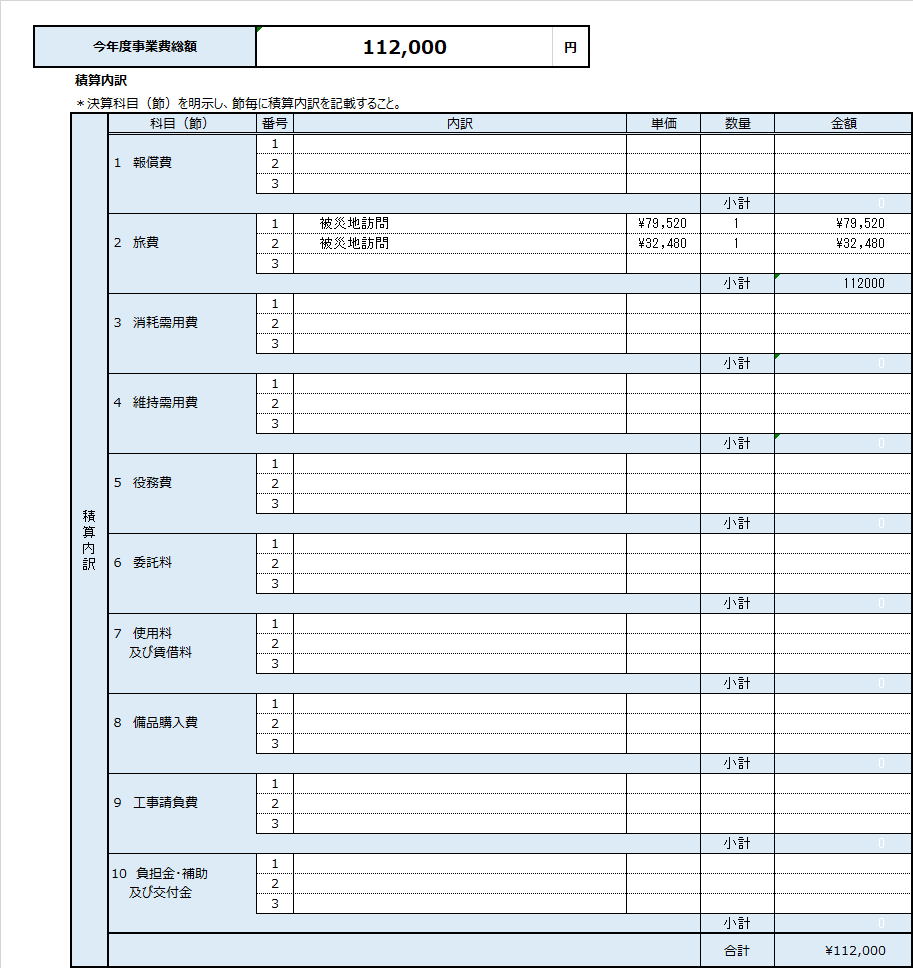 今年度事業費総額 112,000 円
積算内訳
＊決算科目（節）を明示し、節毎に積算内訳を記載すること。
科目（節） 番号 内訳 単価 数量 金額
積算内訳
1 報償費
1
2
3
小計 0
2 旅費
1 被災地訪問 ¥79,520 1 ¥79,520
2 被災地訪問 ¥32,480 1 ¥32,480
3
小計 112000
3 消耗需用費
1
2
3
小計 0
4 維持需用費
1
2
3
小計 0
5 役務費
1
2
3
小計 0
6 委託料
1
2
3
小計 0
7 使用料
及び賃借料
1
2
3
小計 0
8 備品購入費
1
2
3
小計 0
9 工事請負費
1
2
3
小計 0
10 負担金・補助
及び交付金
1
2
3
小計 0
合計 ¥112,000